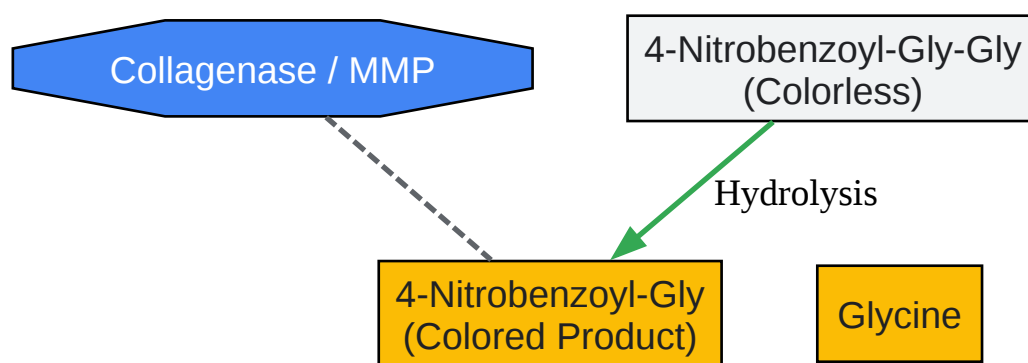 Collagenase / MMP
4-Nitrobenzoyl-Gly-Gly
(Colorless)
Hydrolysis
4-Nitrobenzoyl-Gly
(Colored Product)
Glycine